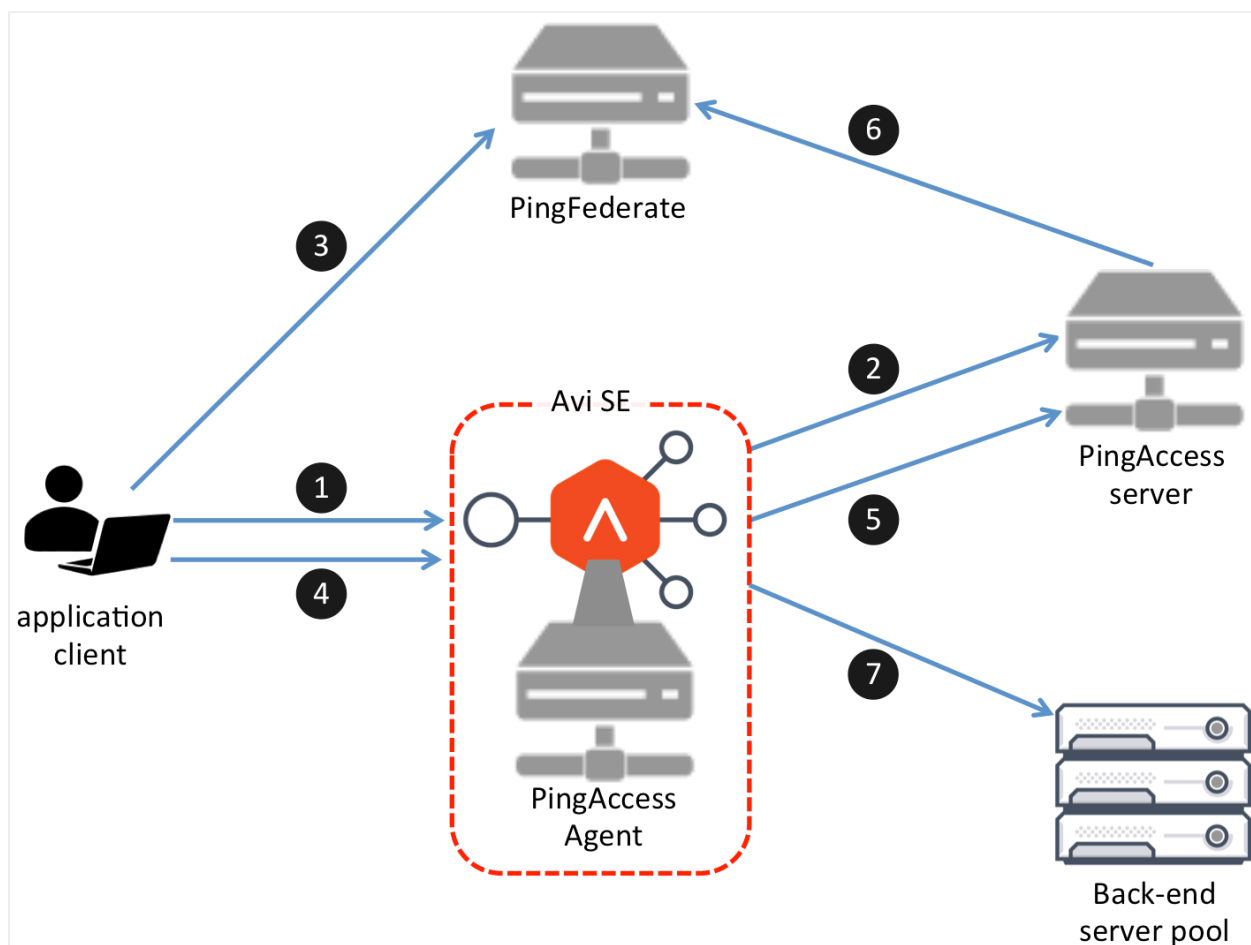 6
PingFederate
3
2
Avi SE
PingAccess
server
1
5
4
application
client
7
PingAccess
Agent
Back-end
server pool